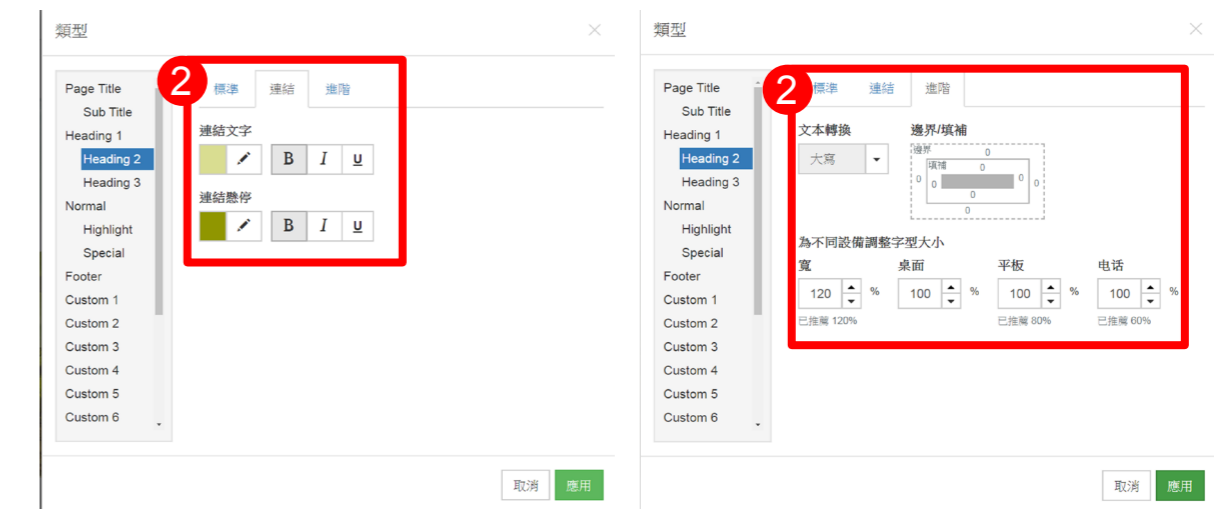 類型
Page Title
Sub Title
Heading 1
Heading 2
Heading 3
Normal
Highlight
Special
Footer
Custom 1
Custom 2
Custom 3
Custom 4
Custom 5
Custom 6
2
標準 連結 進階
連結文字
B I U
連結懸停
B I U
取消 應用
類型
Page Title
Sub Title
Heading 1
Heading 2
Heading 3
Normal
Highlight
Special
Footer
Custom 1
Custom 2
Custom 3
Custom 4
Custom 5
Custom 6
2
標準 連結 進階
文本轉換 邊界/填補
大寫
邊界 0
填補 0
0 0 0 0
0
0
為不同設備調整字型大小
寬 桌面 平板 电话
120 % 100 % 100 % 100 %
已推薦 120% 已推薦 80% 已推薦 60%
取消 應用